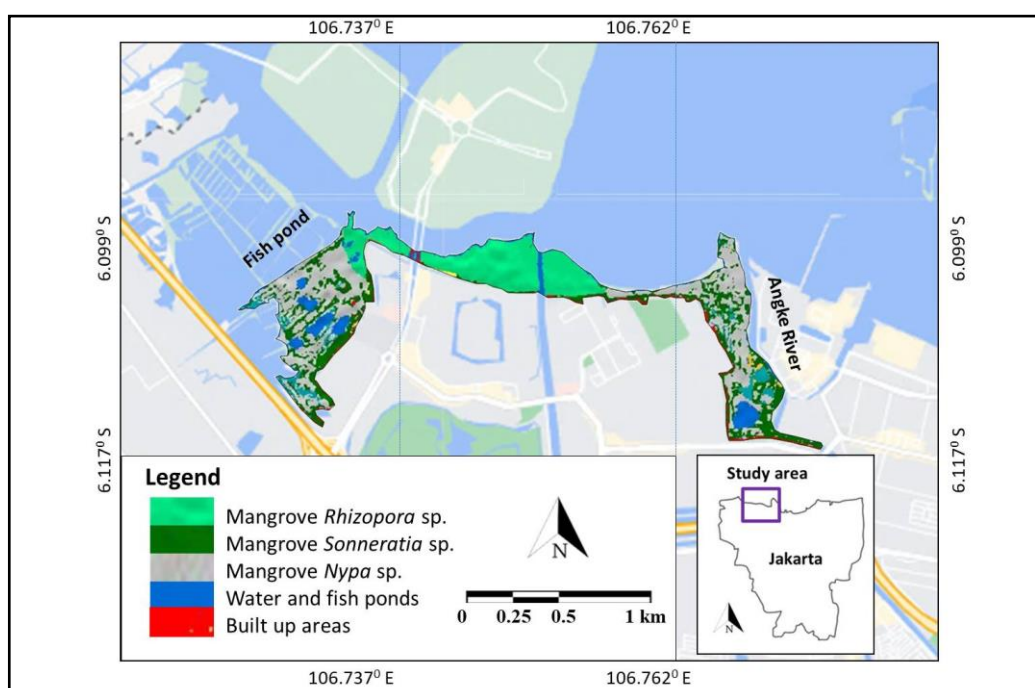 106.737⁰ E
106.762⁰ E
6.099⁰ S
6.099⁰ S
Fish pond
Angke River
6.117⁰ S
6.117⁰ S
Legend
Mangrove Rhizopora sp.
Mangrove Sonneratia sp.
Mangrove Nypa sp.
Water and fish ponds
Built up areas
N
0 0.25 0.5 1 km
Study area
Jakarta
N
106.737⁰ E
106.762⁰ E